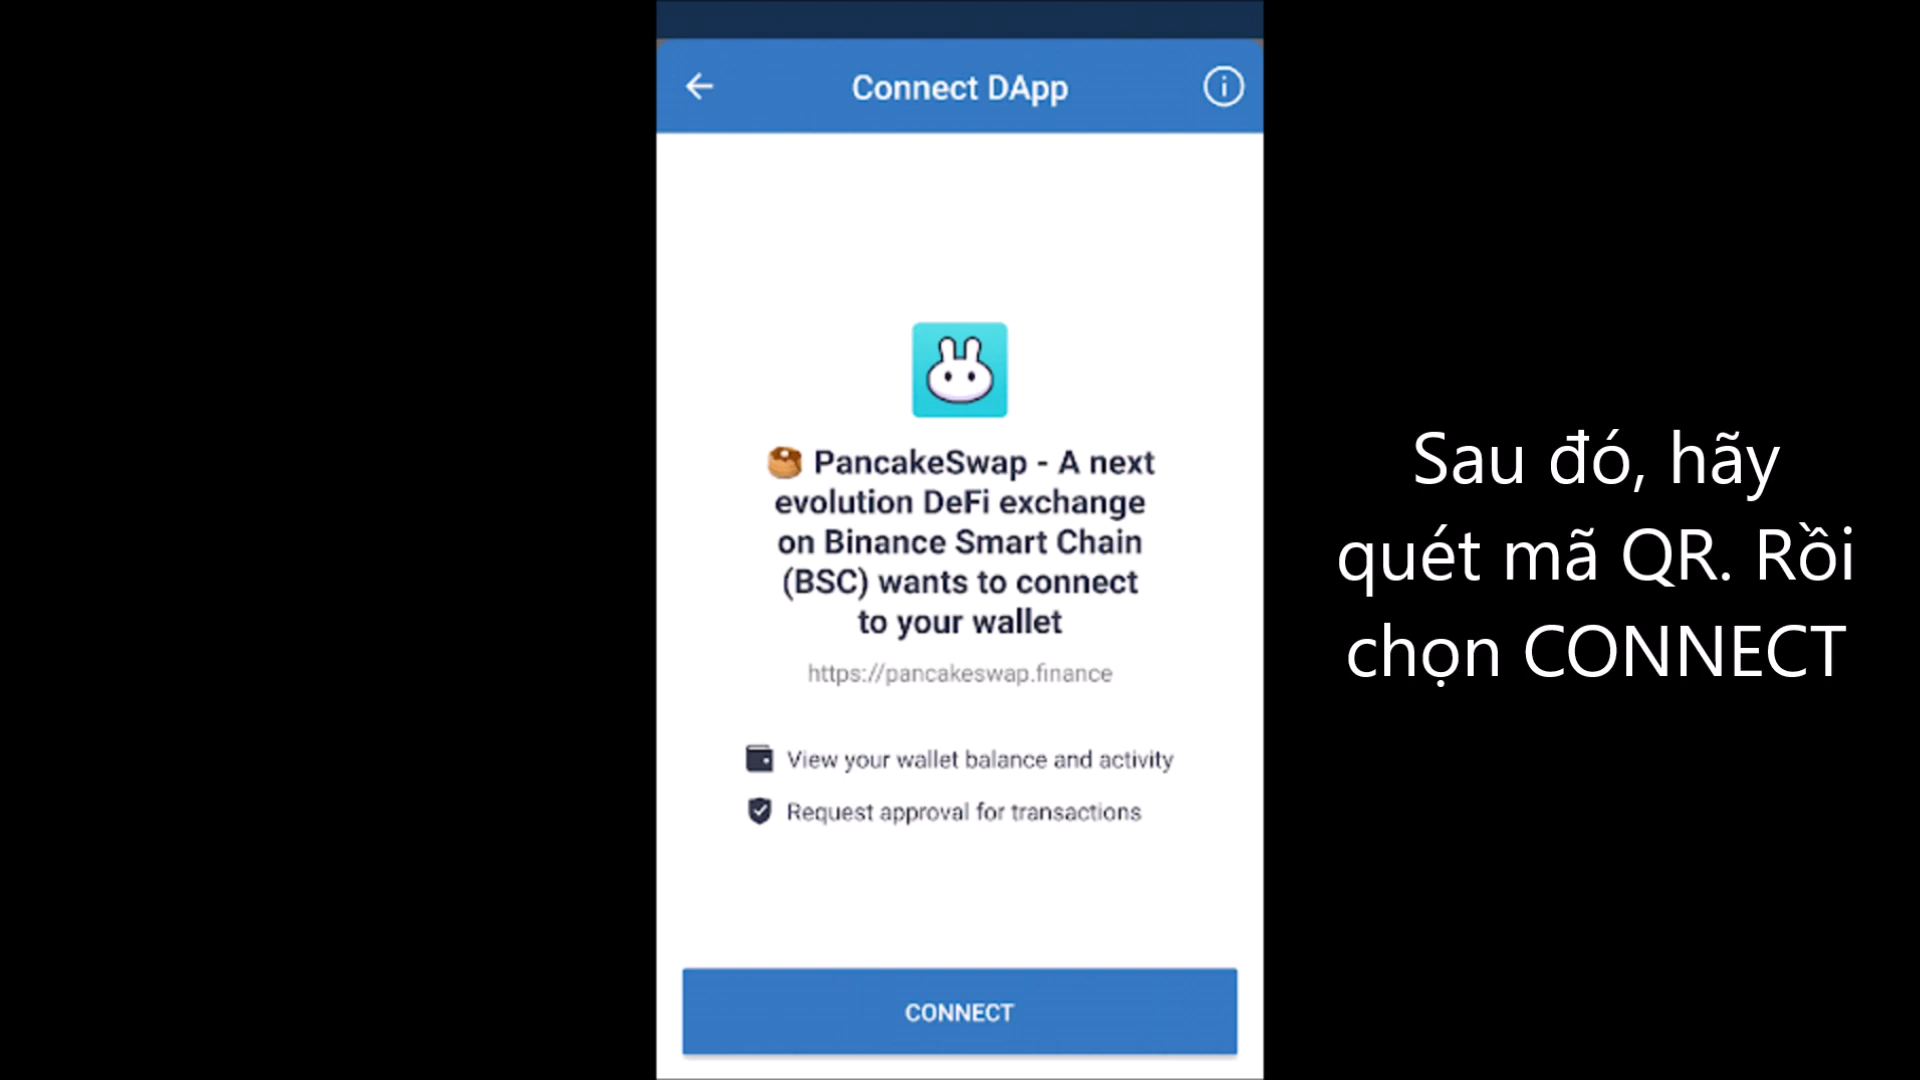 Connect DApp
🥞 PancakeSwap - A next
evolution DeFi exchange
on Binance Smart Chain
(BSC) wants to connect
to your wallet
https://pancakeswap.finance
View your wallet balance and activity
Request approval for transactions
CONNECT
Sau đó, hãy
quét mã QR. Rồi
chọn CONNECT